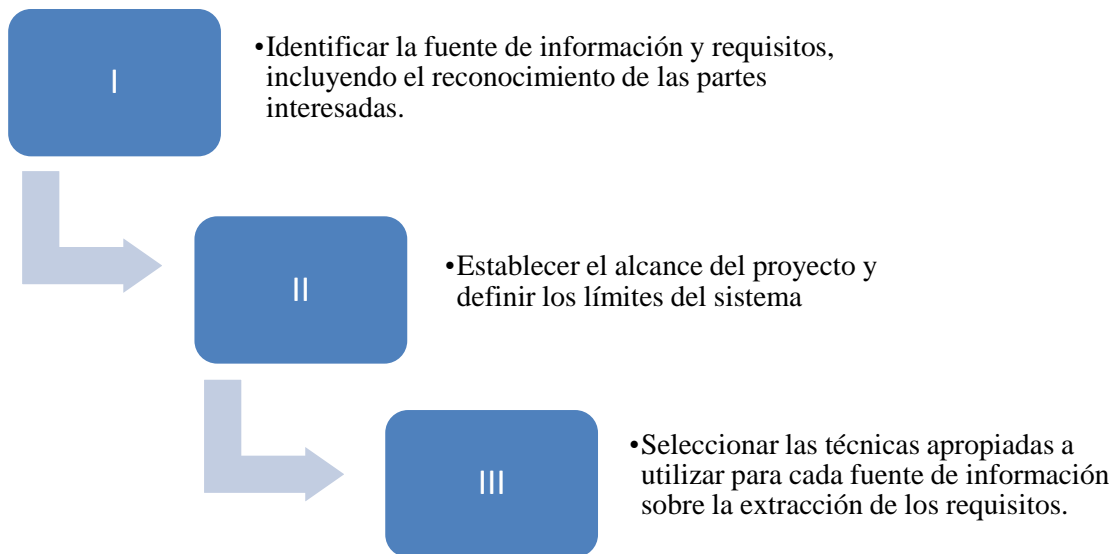 I
•Identificar la fuente de información y requisitos,
incluyendo el reconocimiento de las partes
interesadas.
II
•Establecer el alcance del proyecto y
definir los límites del sistema
III
•Seleccionar las técnicas apropiadas a
utilizar para cada fuente de información
sobre la extracción de los requisitos.